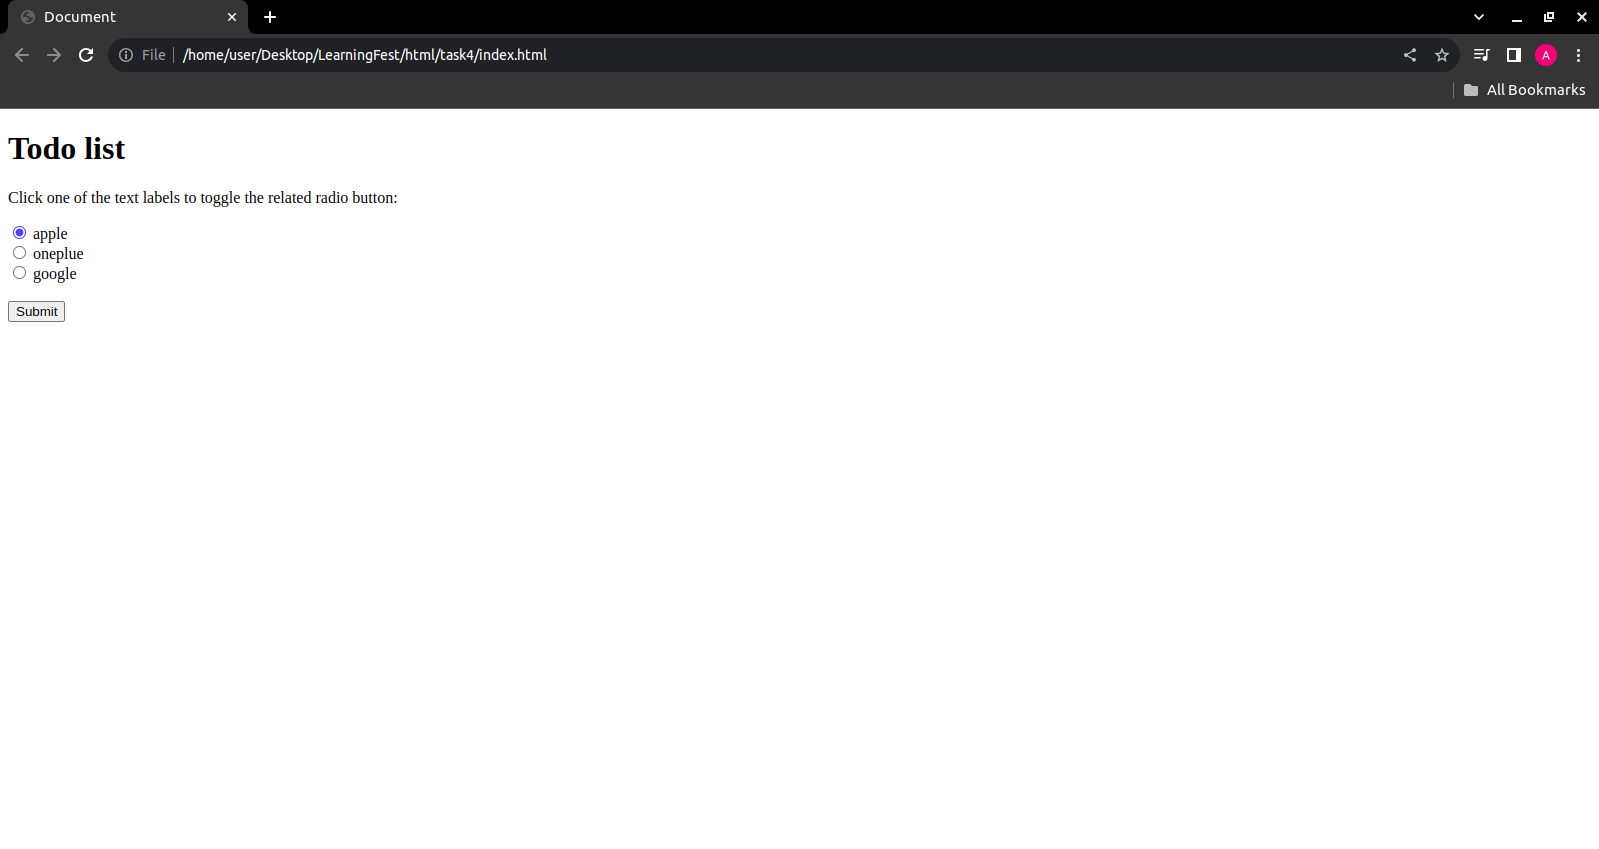 Document
File
/home/user/Desktop/LearningFest/html/task4/index.html
A
All Bookmarks
Todo list
Click one of the text labels to toggle the related radio button:
apple
oneplue
google
Submit